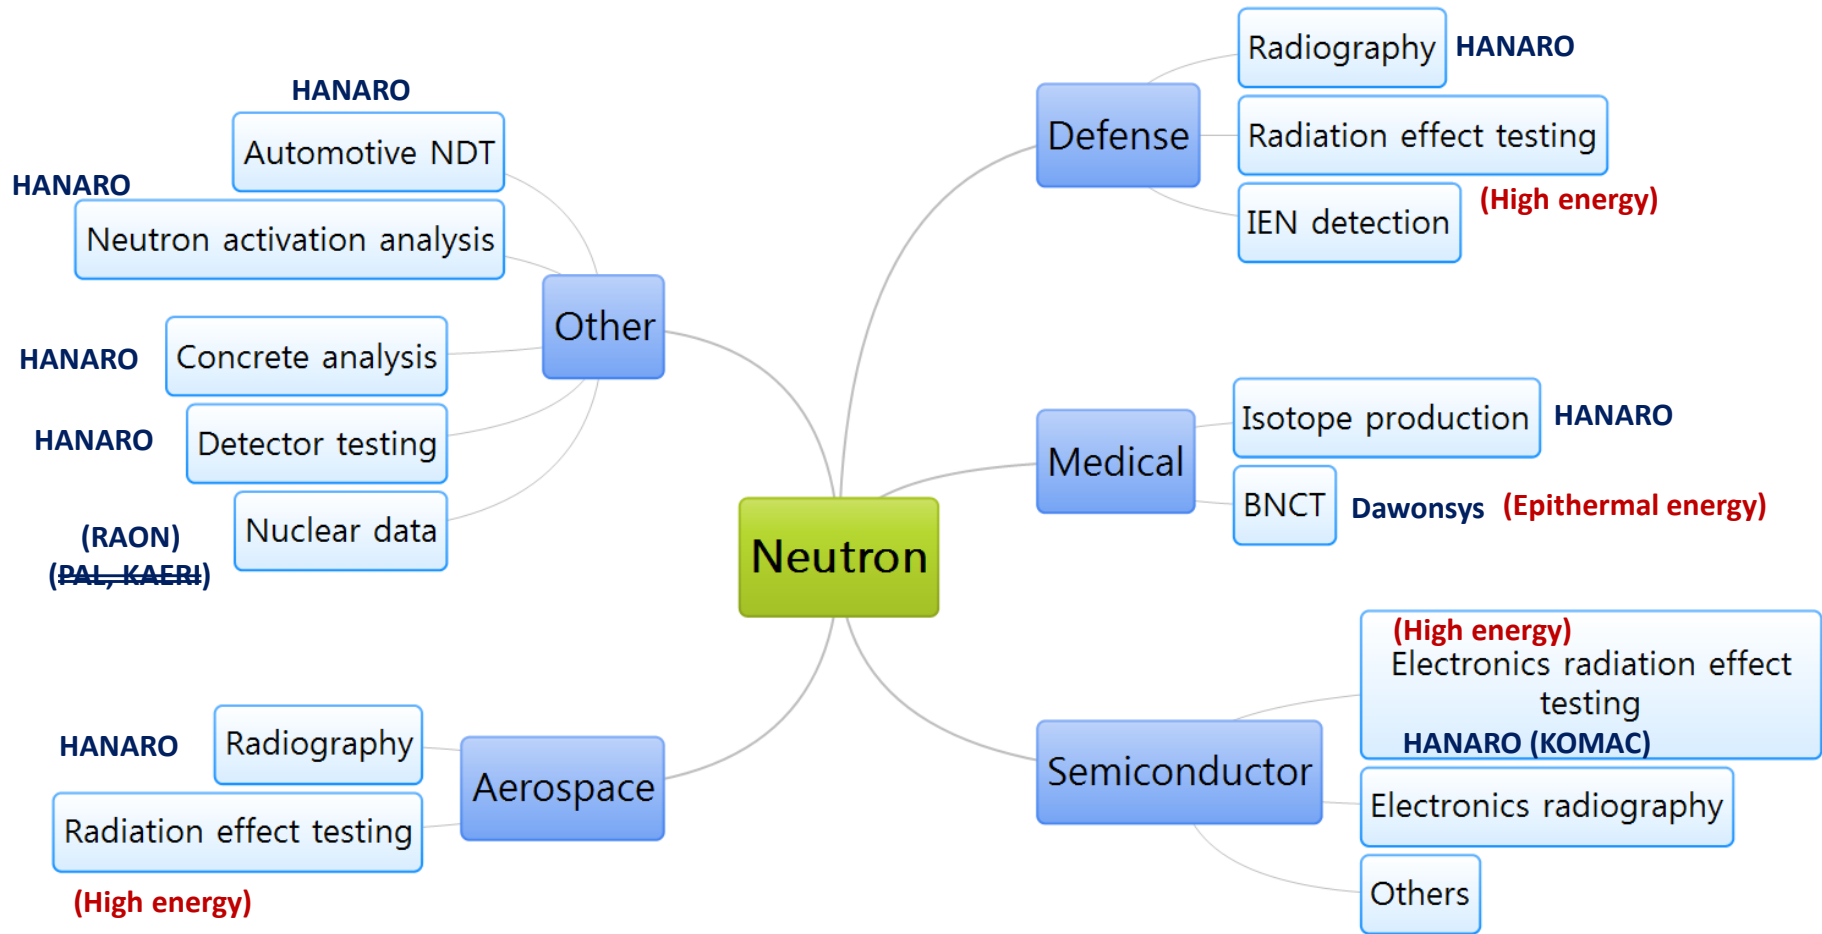 HANARO
Automotive NDT
HANARO
Neutron activation analysis
Other
HANARO
Concrete analysis
HANARO
Detector testing
Nuclear data
(RAON)
(PAL, KAERI)
HANARO
Radiography
Aerospace
Radiation effect testing
(High energy)
Neutron
Radiography
HANARO
Defense
Radiation effect testing
(High energy)
IEN detection
Isotope production
HANARO
Medical
BNCT
Dawonsys
(Epithermal energy)
(High energy)
Electronics radiation effect
testing
HANARO (KOMAC)
Semiconductor
Electronics radiography
Others